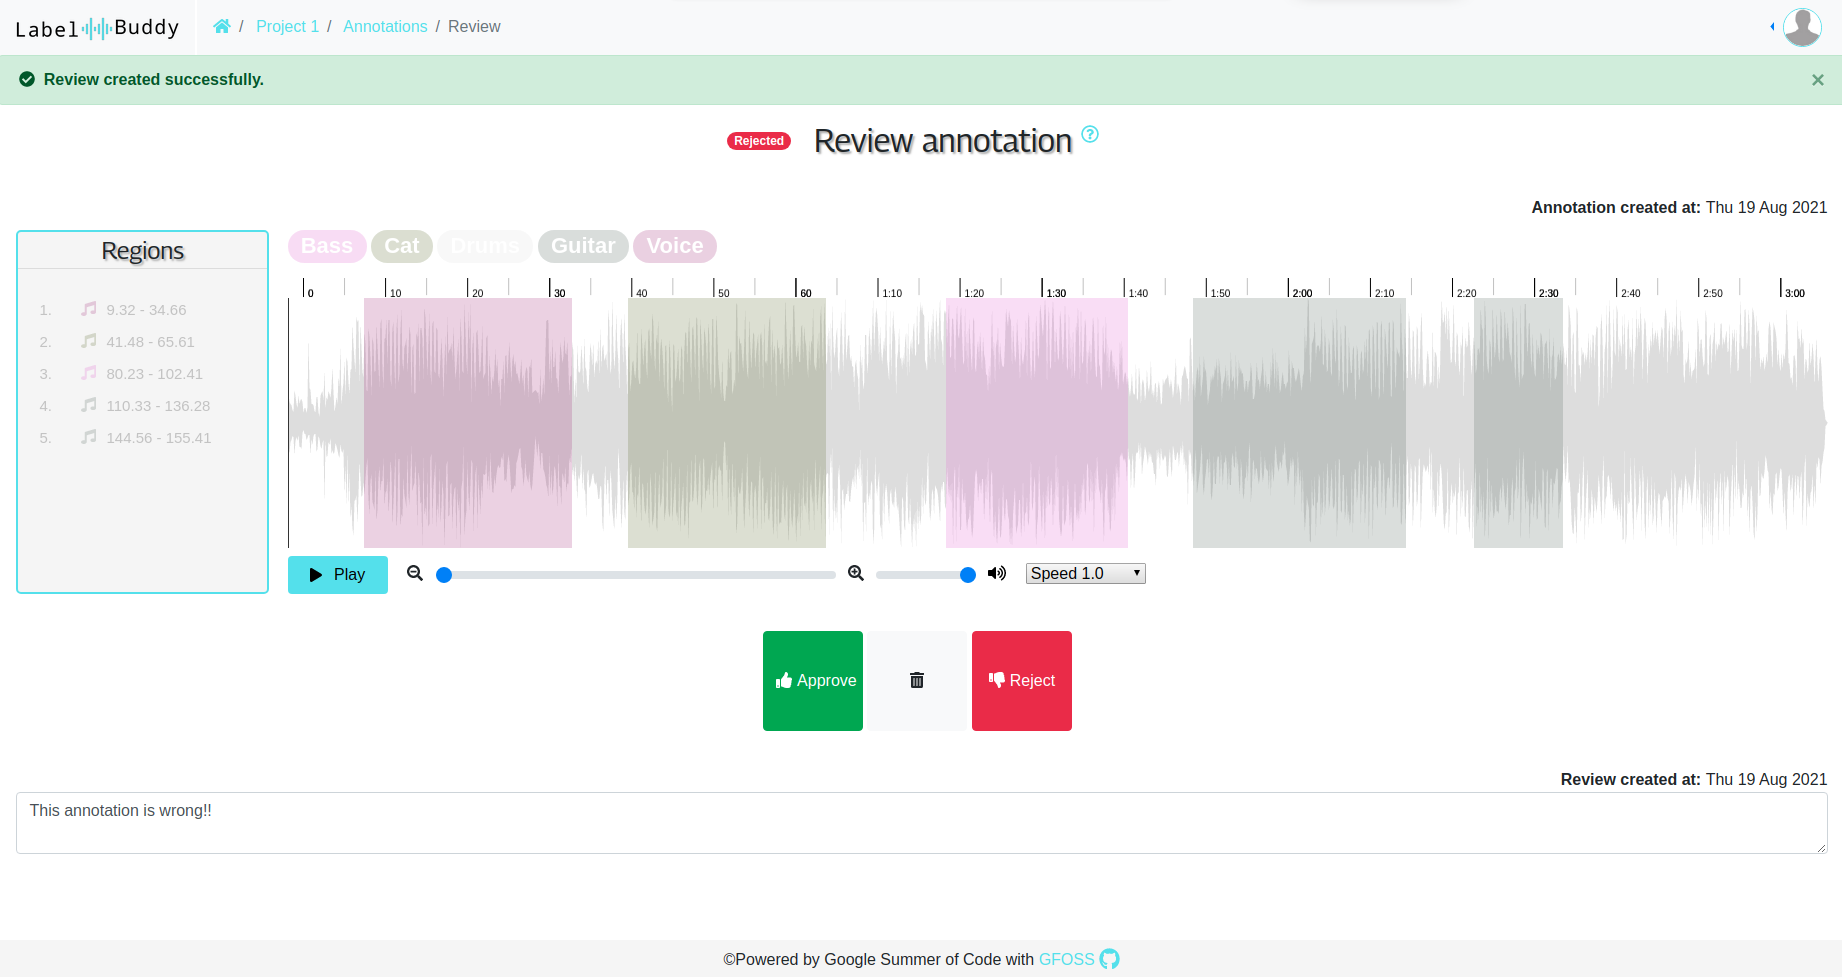 Label Buddy
/ Project 1 / Annotations / Review
Review created successfully. ×
Rejected Review annotation ?
Annotation created at: Thu 19 Aug 2021
Regions
1. 9.32 - 34.66
2. 41.48 - 65.61
3. 80.23 - 102.41
4. 110.33 - 136.28
5. 144.56 - 155.41
Bass Cat Drums Guitar Voice
0 10 20 30 40 50 60 1:10 1:20 1:30 1:40 1:50 2:00 2:10 2:20 2:30 2:40 2:50 3:00
Play Speed 1.0
Approve Reject
Review created at: Thu 19 Aug 2021
This annotation is wrong!!
©Powered by Google Summer of Code with GFOSS